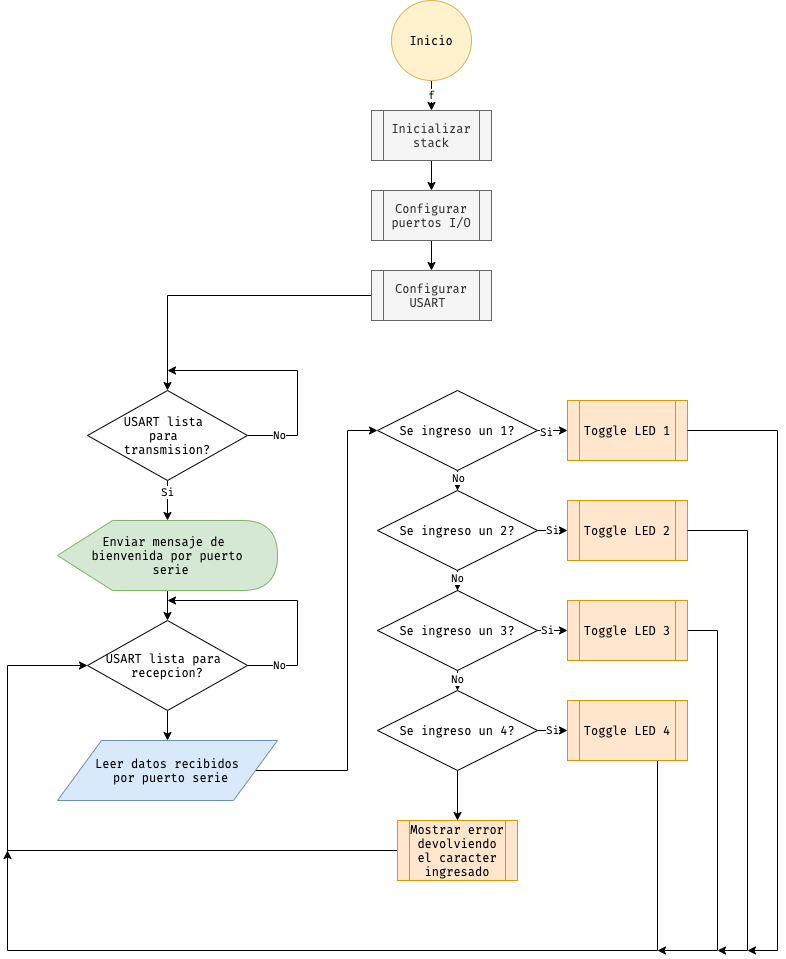 Inicio
f
Inicializar
stack
Configurar
puertos I/O
Configurar
USART
USART lista
para
transmision?
No
Si
Enviar mensaje de
bienvenida por puerto
serie
USART lista para
recepcion?
No
Leer datos recibidos
por puerto serie
Se ingreso un 1?
Si
Toggle LED 1
No
Se ingreso un 2?
Si
Toggle LED 2
No
Se ingreso un 3?
Si
Toggle LED 3
No
Se ingreso un 4?
Si
Toggle LED 4
Mostrar error
devolviendo
el caracter
ingresado